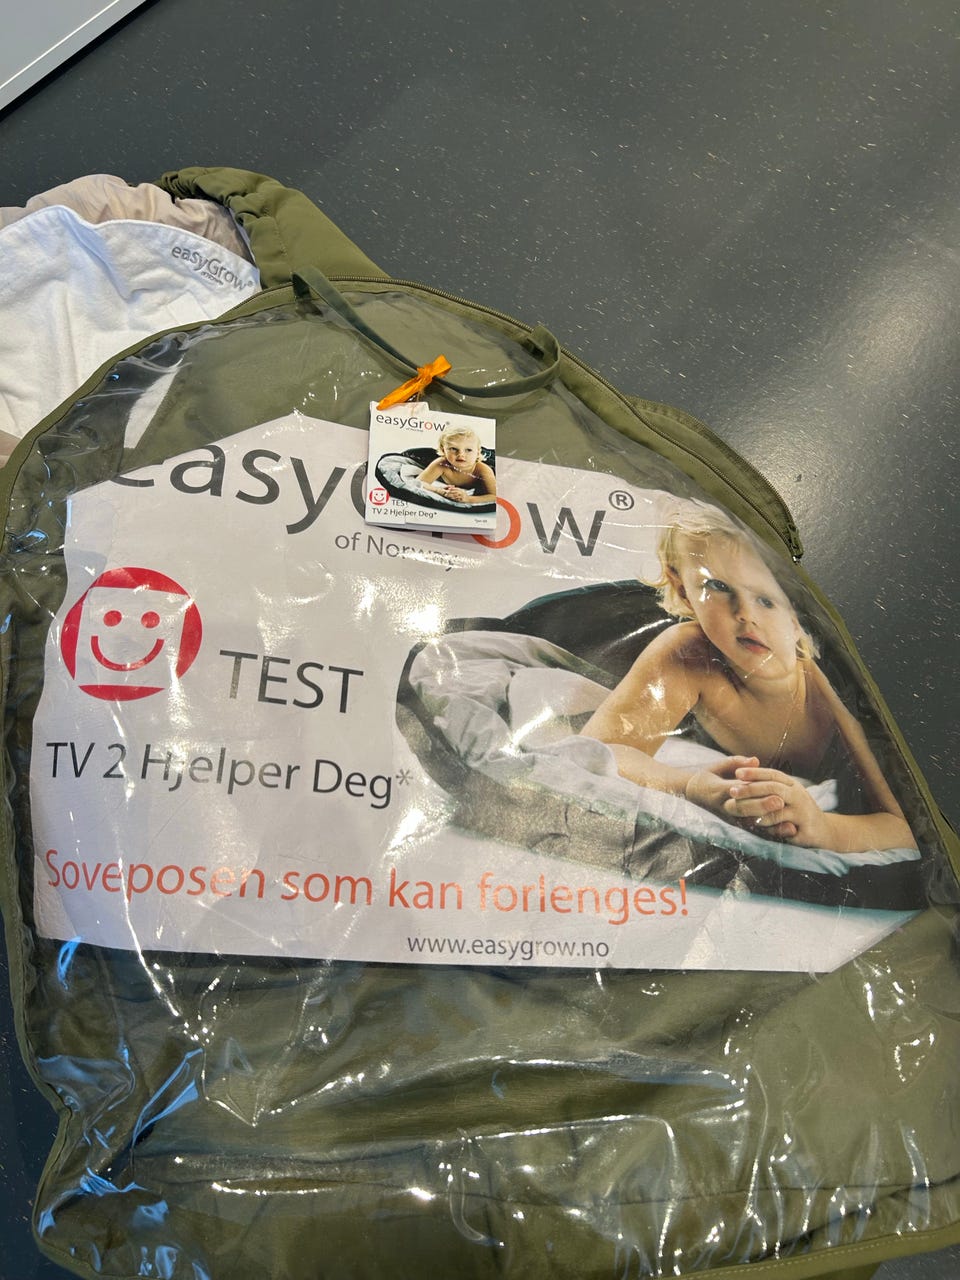 easyGrow®
easyGrow®
TEST
TV 2 Hjelper Deg*
easyGrow®
of Norway
TEST
TV 2 Hjelper Deg*
Soveposen som kan forlenges!
www.easygrow.no